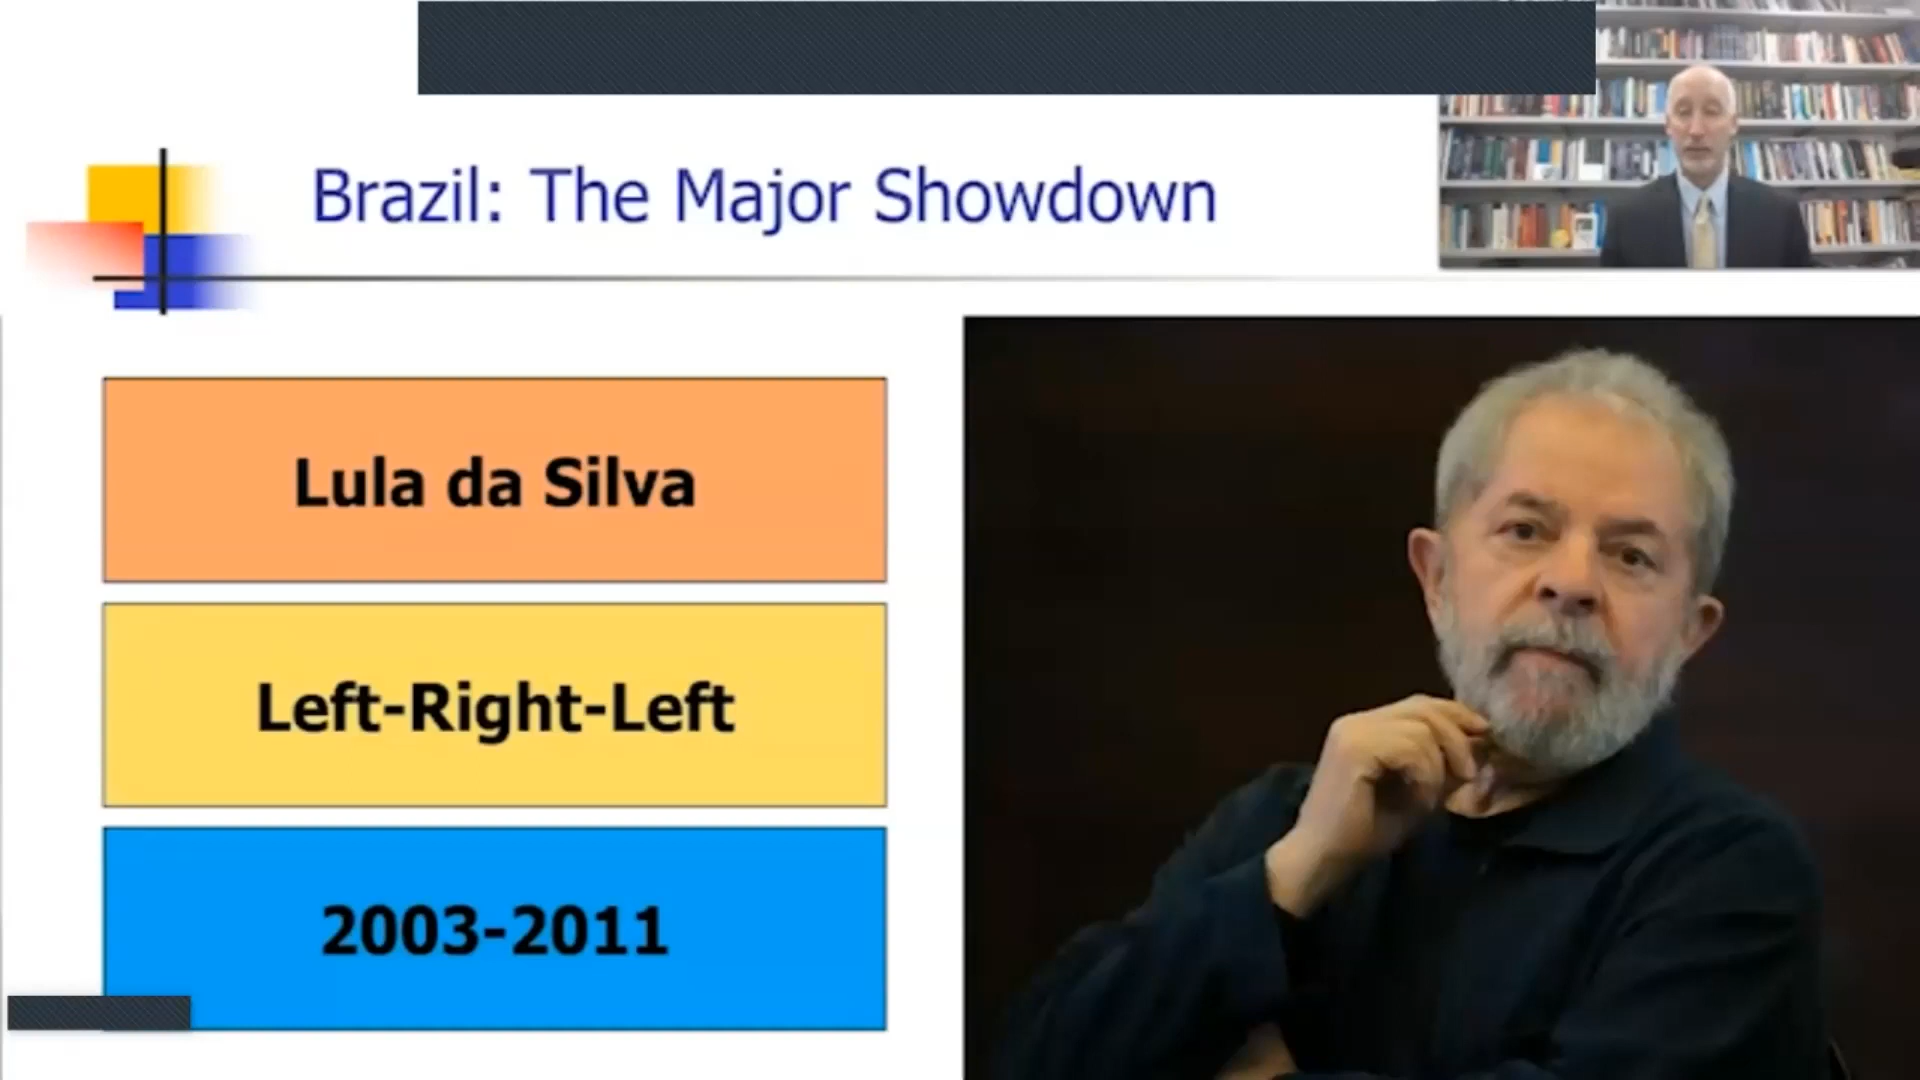 Brazil: The Major Showdown
Lula da Silva
Left-Right-Left
2003-2011